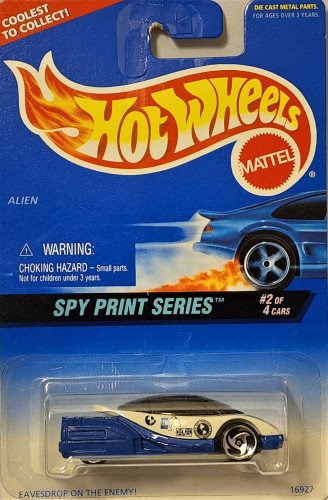 COOLEST
TO COLLECT!
DIE CAST METAL PARTS.
FOR AGES OVER 3 YEARS.
HOT WHEELS
®
MATTEL
ALIEN
⚠ WARNING:
CHOKING HAZARD – Small parts.
Not for children under 3 years.
SPY PRINT SERIES™
#2 OF
4 CARS
EAVESDROP ON THE ENEMY!
16927